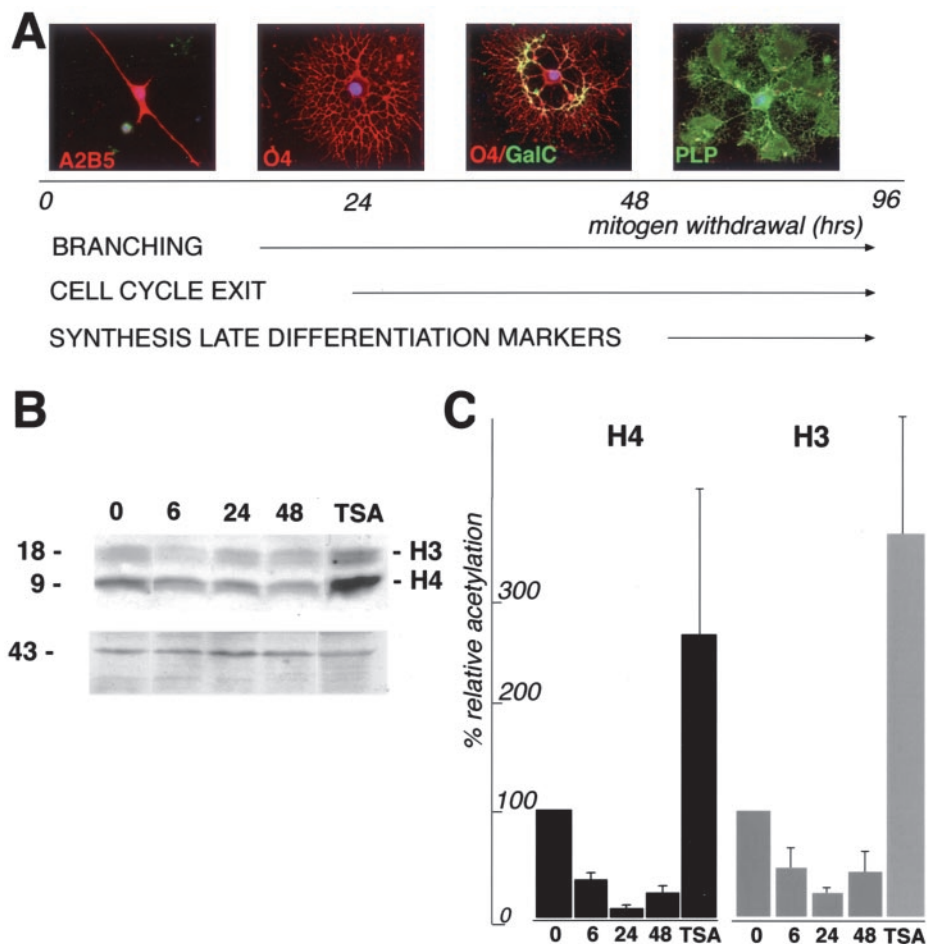 A
A2B5
O4
O4/GalC
PLP
0 24 48 96
mitogen withdrawal (hrs)
BRANCHING
CELL CYCLE EXIT
SYNTHESIS LATE DIFFERENTIATION MARKERS
B
0 6 24 48 TSA
18 - - H3
9 - - H4
43 -
C
H4 H3
% relative acetylation
300
200
100
0
0 6 24 48 TSA 0 6 24 48 TSA